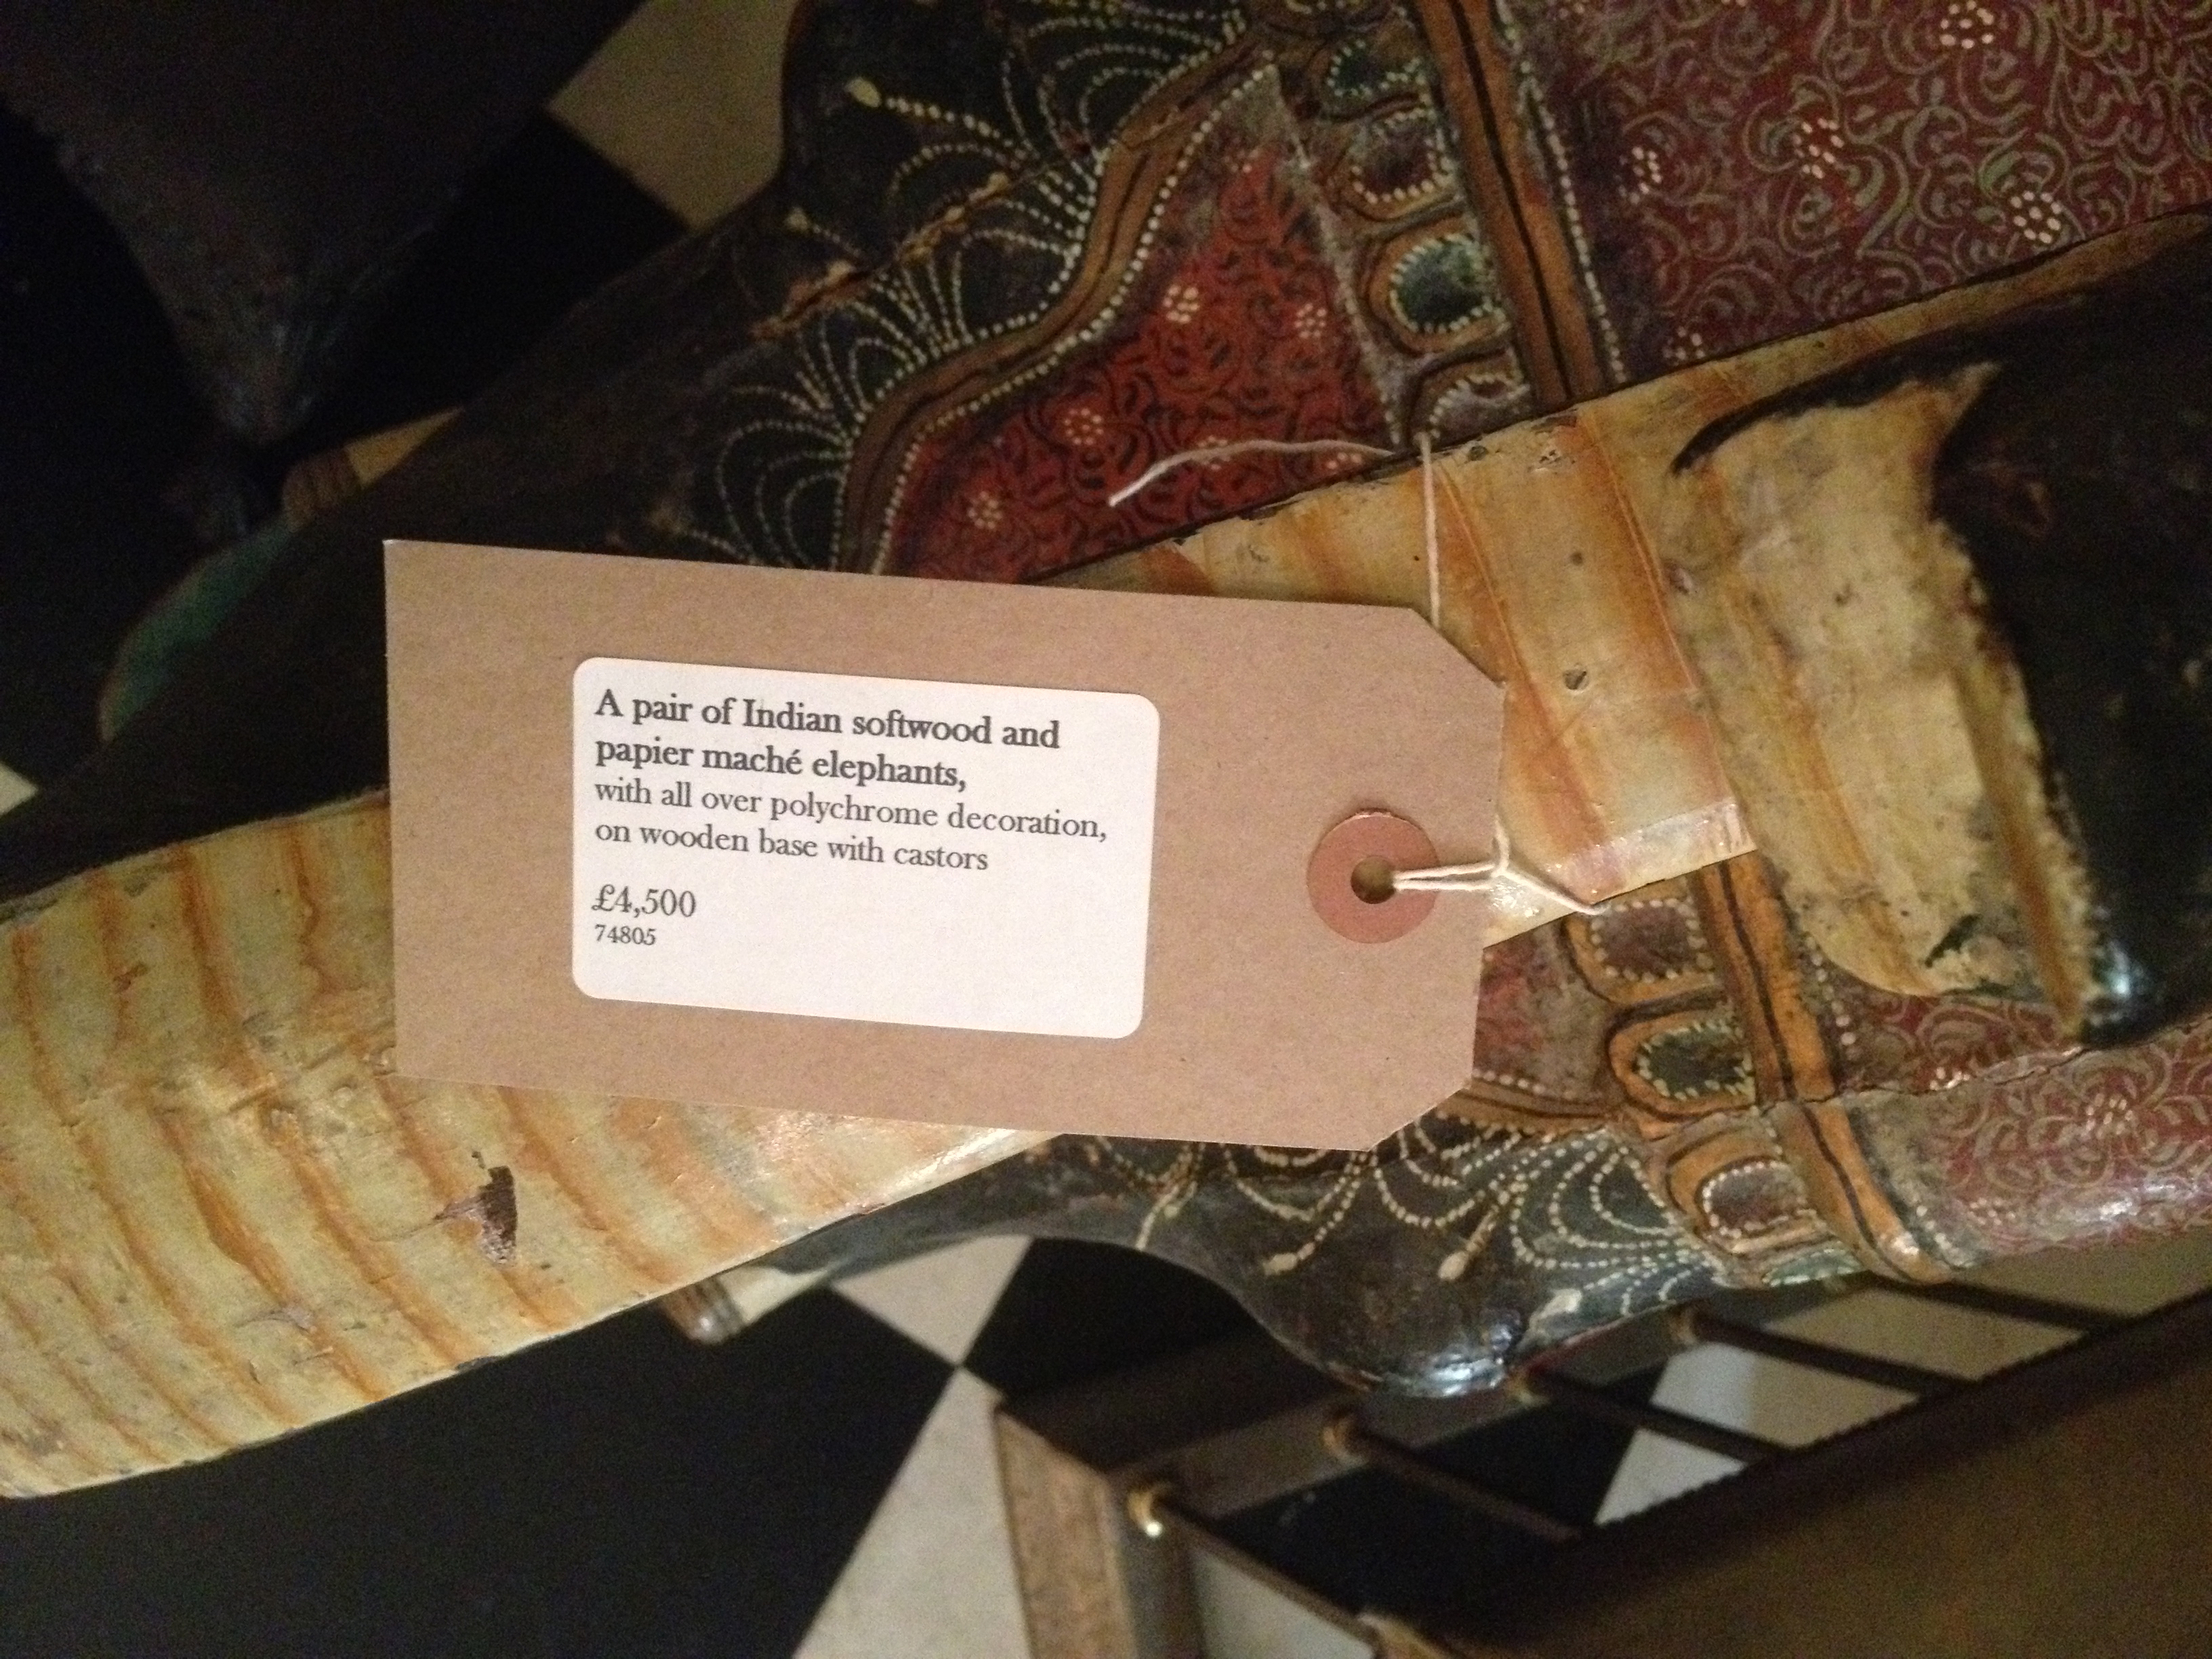 A pair of Indian softwood and
papier maché elephants,
with all over polychrome decoration,
on wooden base with castors
£4,500
74805